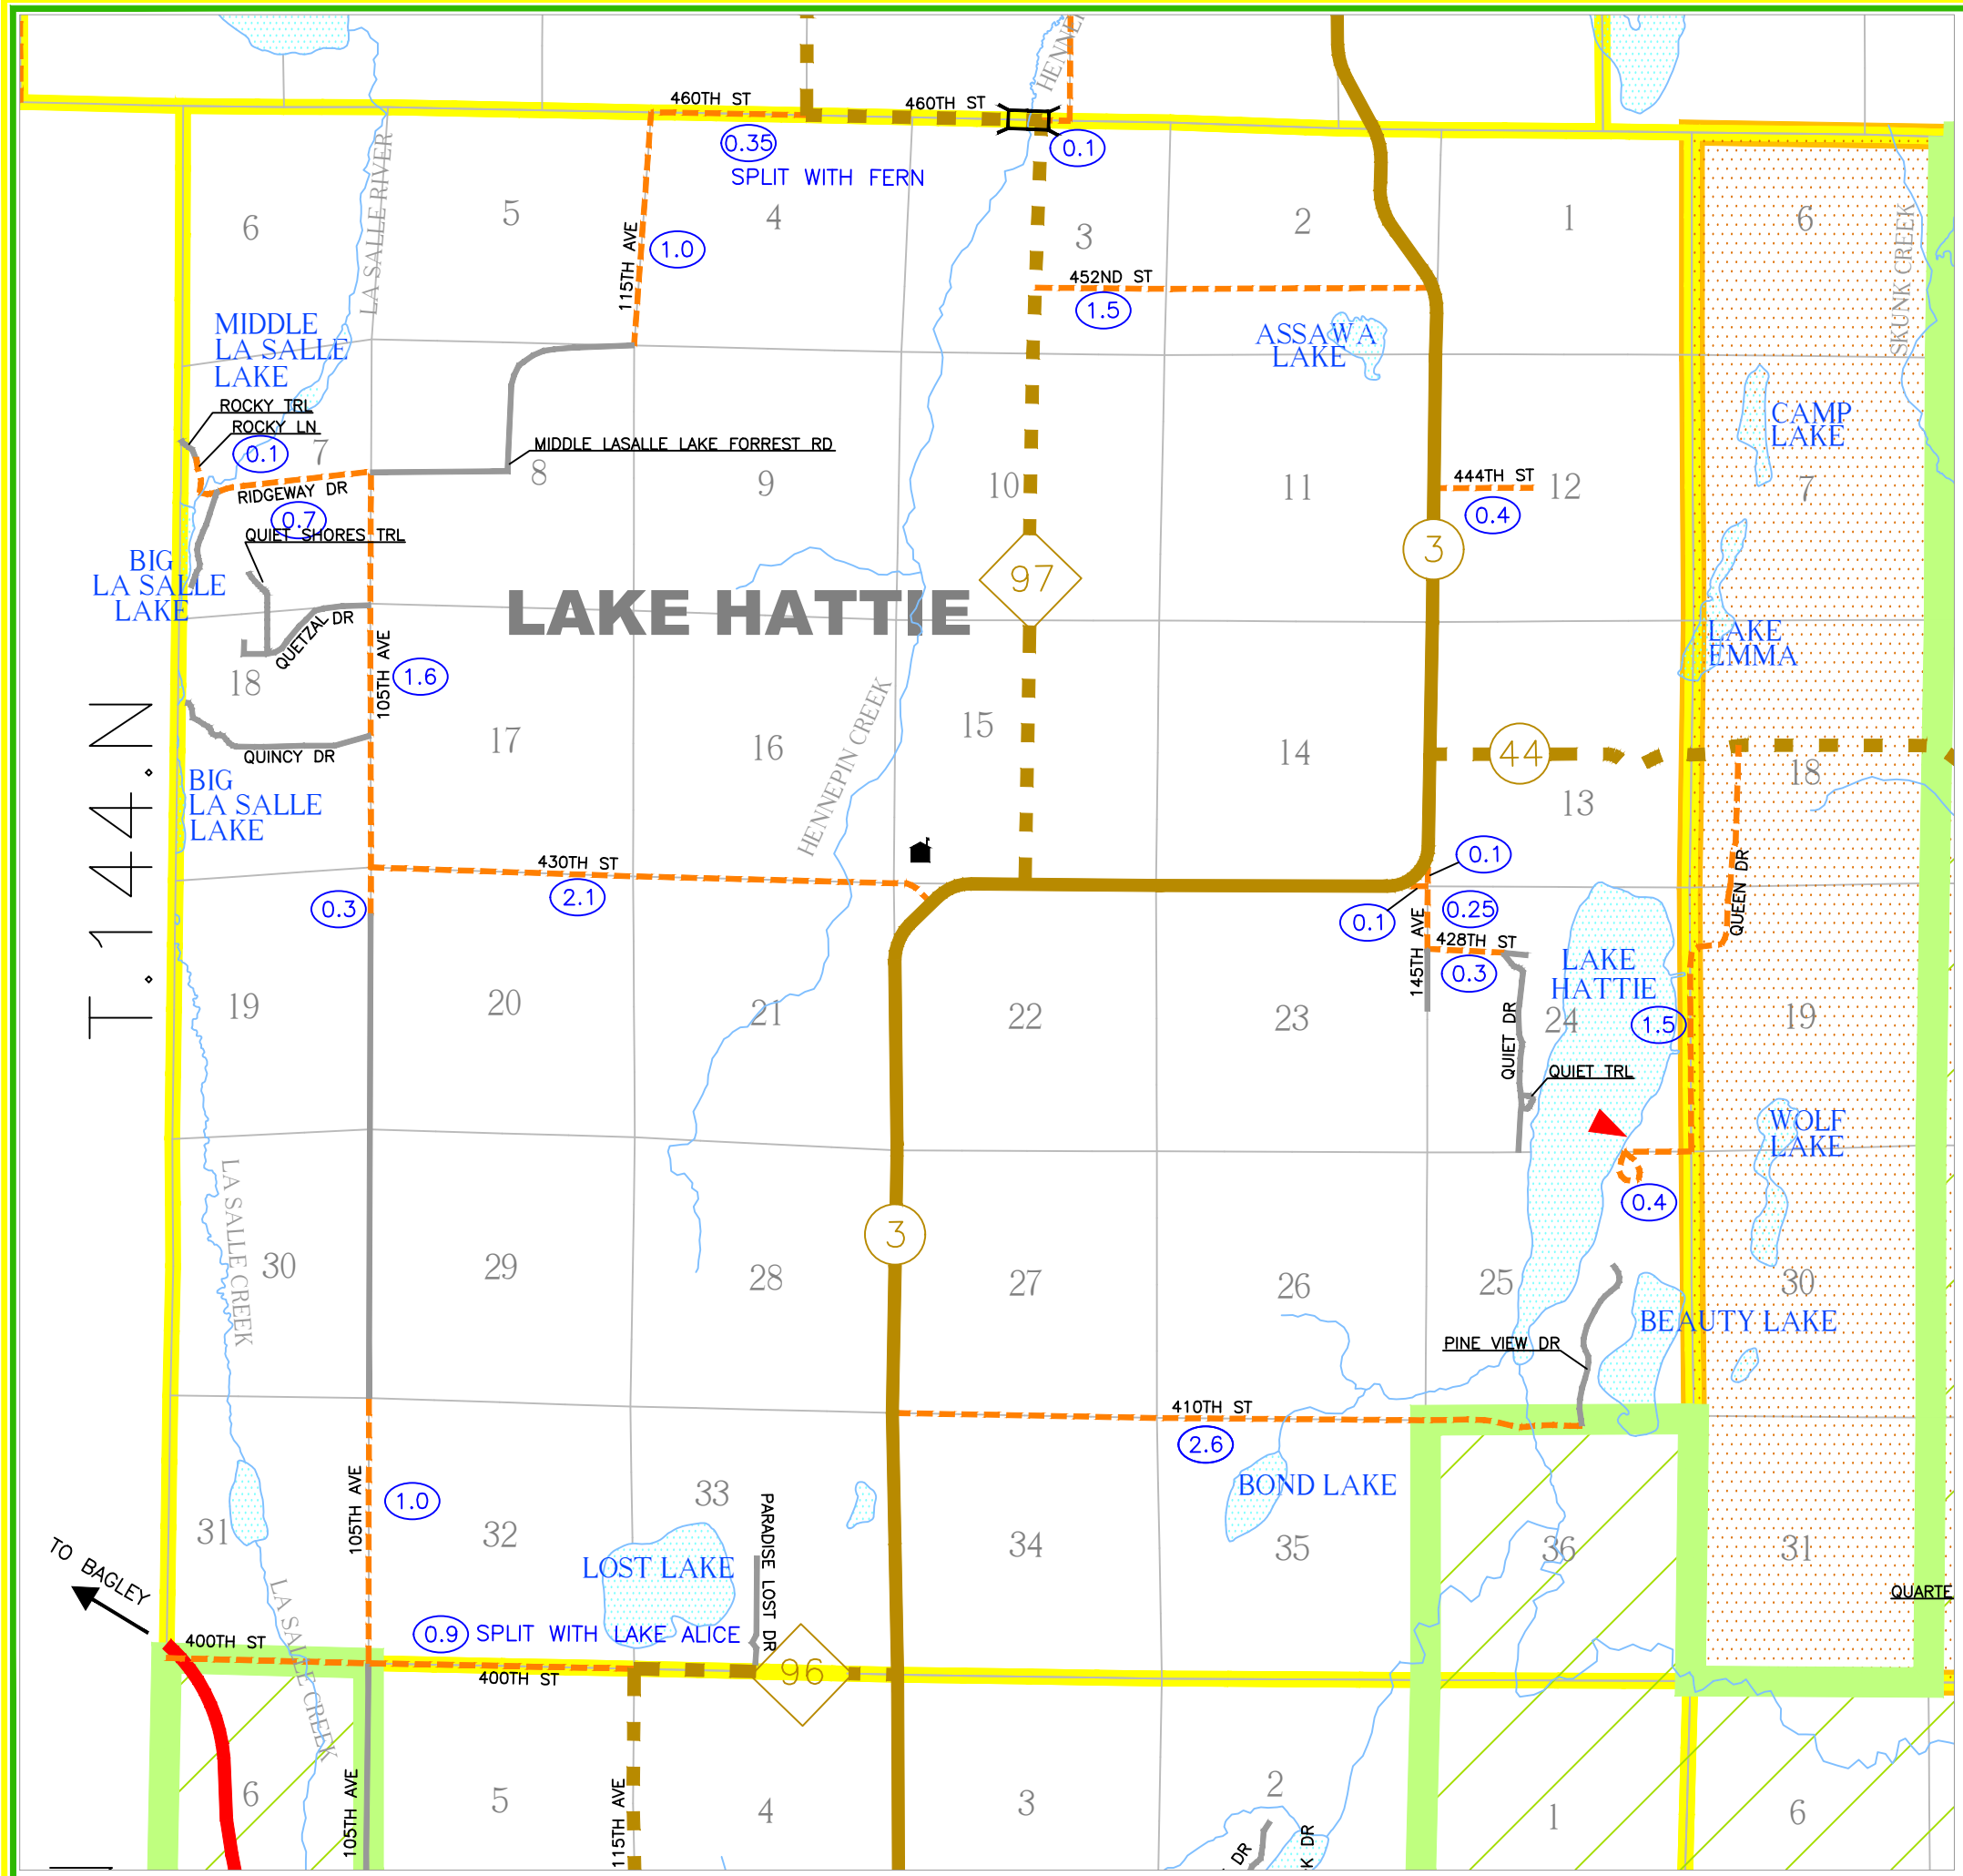 HENNE
460TH ST
460TH ST
0.35
0.1
SPLIT WITH FERN
LA SALLE RIVER
6
5
4
3
2
1
6
SKUNK CREEK
115TH AVE
1.0
452ND ST
1.5
MIDDLE
LA SALLE
LAKE
ASSAWA
LAKE
CAMP
LAKE
ROCKY TRL
ROCKY LN
0.1
7
MIDDLE LASALLE LAKE FORREST RD
8
9
10
11
444TH ST
12
0.4
7
RIDGEWAY DR
0.7
QUIET SHORES TRL
3
BIG
LA SALLE
LAKE
97
LAKE HATTIE
QUETZAL DR
105TH AVE
1.6
LAKE
EMMA
18
T.144.N
17
16
15
14
44
13
18
QUINCY DR
BIG
LA SALLE
LAKE
HENNEPIN CREEK
430TH ST
2.1
0.3
0.1
0.1
0.25
145TH AVE
428TH ST
0.3
QUEEN DR
LAKE
HATTIE
1.5
19
20
21
22
23
24
19
QUIET DR
QUIET TRL
WOLF
LAKE
0.4
LA SALLE CREEK
3
30
29
28
27
26
25
30
BEAUTY LAKE
PINE VIEW DR
410TH ST
2.6
BOND LAKE
105TH AVE
1.0
33
PARADISE LOST DR
31
32
34
35
36
31
LOST LAKE
TO BAGLEY
QUARTE
LA SALLE CREEK
0.9 SPLIT WITH LAKE ALICE
400TH ST
400TH ST
96
6
5
4
3
2
1
6
105TH AVE
115TH AVE
DR
K DR